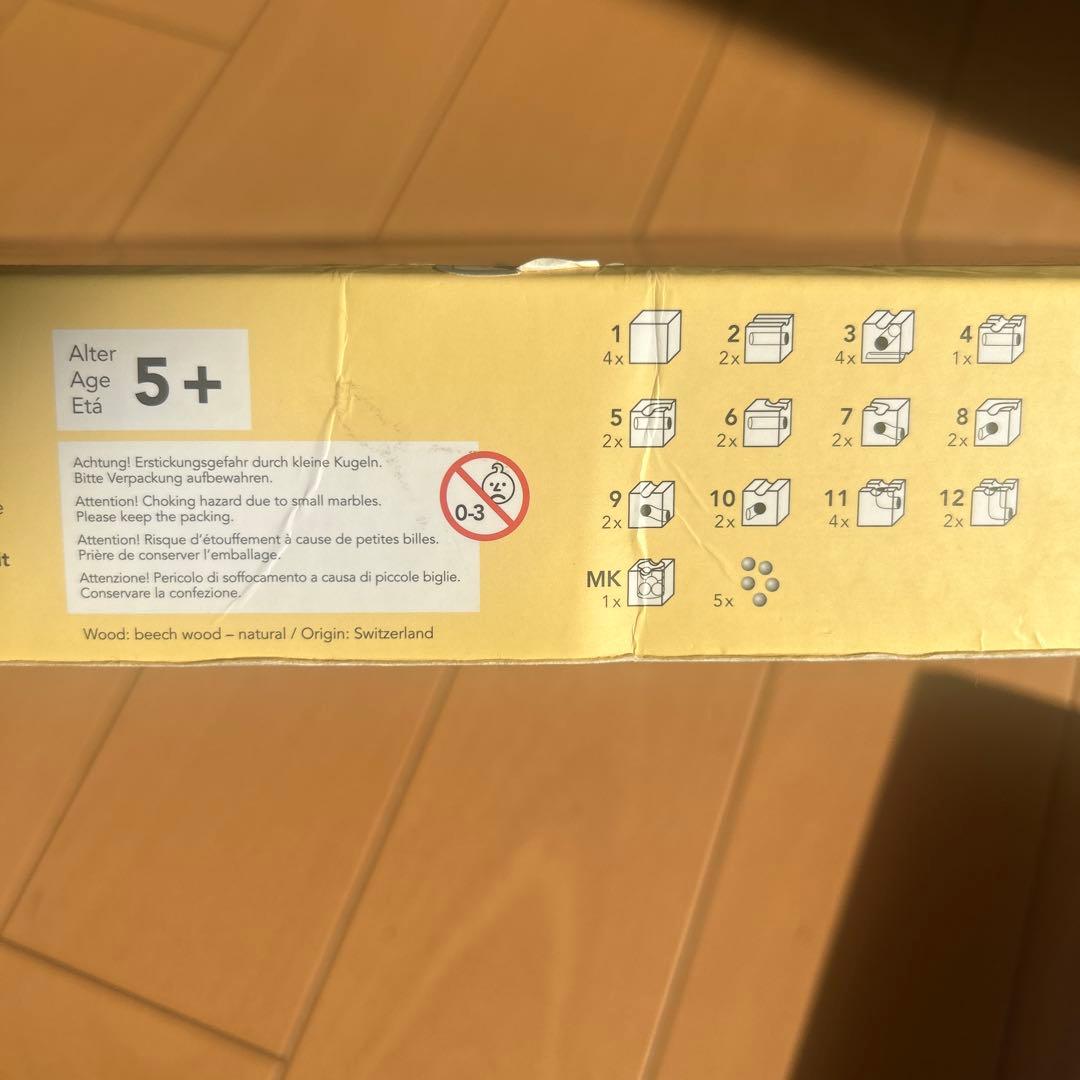 Alter
Age
Etá
5+
Achtung! Erstickungsgefahr durch kleine Kugeln.
Bitte Verpackung aufbewahren.
Attention! Choking hazard due to small marbles.
Please keep the packing.
Attention! Risque d'étouffement à cause de petites billes.
Prière de conserver l'emballage.
Attenzione! Pericolo di soffocamento a causa di piccole biglie.
Conservare la confezione.
0-3
Wood: beech wood – natural / Origin: Switzerland
1 2 3 4
4x 2x 4x 1x
5 6 7 8
2x 2x 2x 2x
9 10 11 12
2x 2x 4x 2x
MK
1x 5x